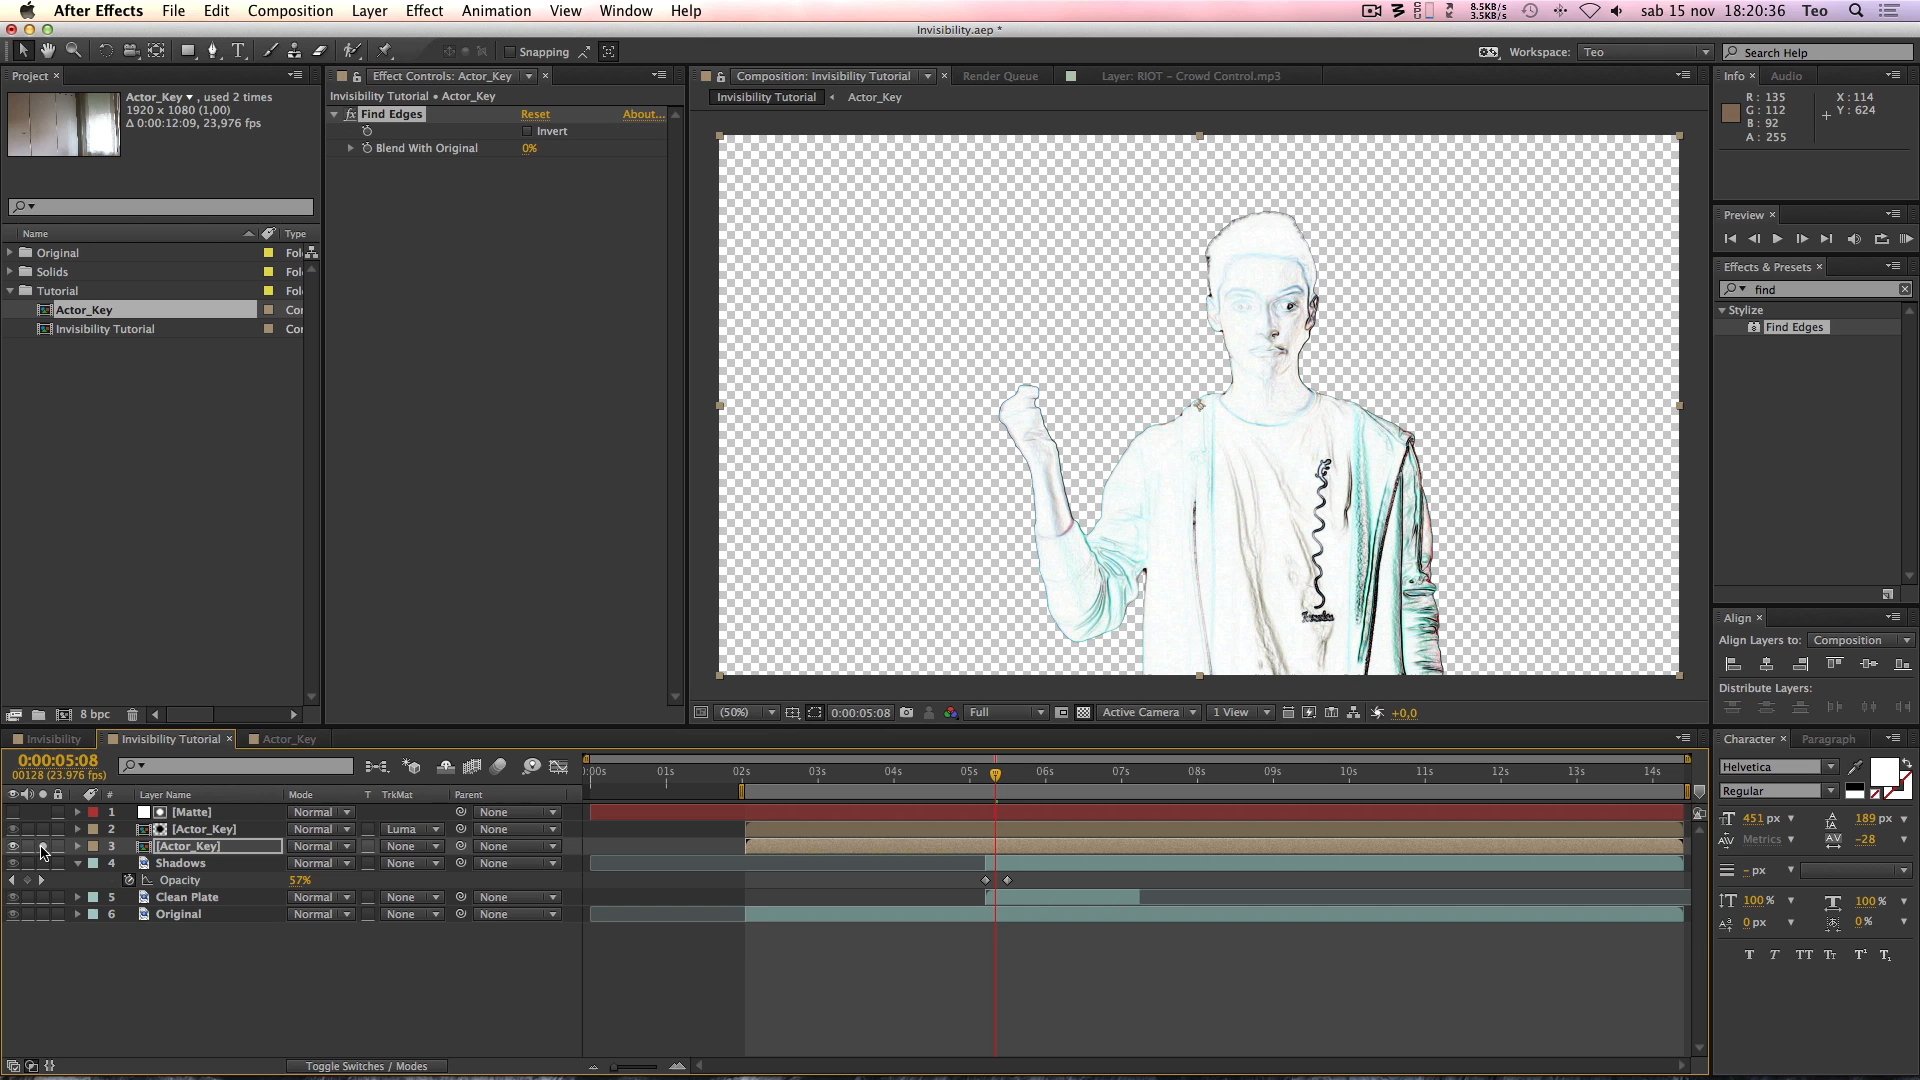 After Effects File Edit Composition Layer Effect Animation View Window Help
8.5KB/s
3.5KB/s
sab 15 nov 18:20:36 Teo
Invisibility.aep *
Snapping
Workspace: Teo
Search Help
Project ×
Effect Controls: Actor_Key ×
Composition: Invisibility Tutorial ×
Render Queue
Layer: RIOT – Crowd Control.mp3
Info ×
Audio
Actor_Key ▼ , used 2 times
1920 x 1080 (1,00)
Δ 0:00:12:09, 23,976 fps
Invisibility Tutorial • Actor_Key
Find Edges Reset About...
Invert
Blend With Original 0%
Invisibility Tutorial
Actor_Key
R: 135
G: 112
B: 92
A: 255
X: 114
Y: 624
Name Type
Original Fol
Solids Fol
Tutorial Fol
Actor_Key Cor
Invisibility Tutorial Cor
Preview ×
Effects & Presets ×
find
Stylize
Find Edges
Align ×
Align Layers to: Composition
Distribute Layers:
8 bpc
(50%) 0:00:05:08 Full Active Camera 1 View +0,0
Invisibility
Invisibility Tutorial ×
Actor_Key
0:00:05:08
00128 (23.976 fps)
:00s 01s 02s 03s 04s 05s 06s 07s 08s 09s 10s 11s 12s 13s 14s
# Layer Name Mode T TrkMat Parent
1 [Matte] Normal None
2 [Actor_Key] Normal Luma None
3 [Actor_Key] Normal None None
4 Shadows Normal None None
Opacity 57%
5 Clean Plate Normal None None
6 Original Normal None None
Toggle Switches / Modes
Character ×
Paragraph
Helvetica
Regular
451 px 189 px
Metrics -28
- px
100 % 100 %
0 px 0 %
T T TT Tт T¹ T₁